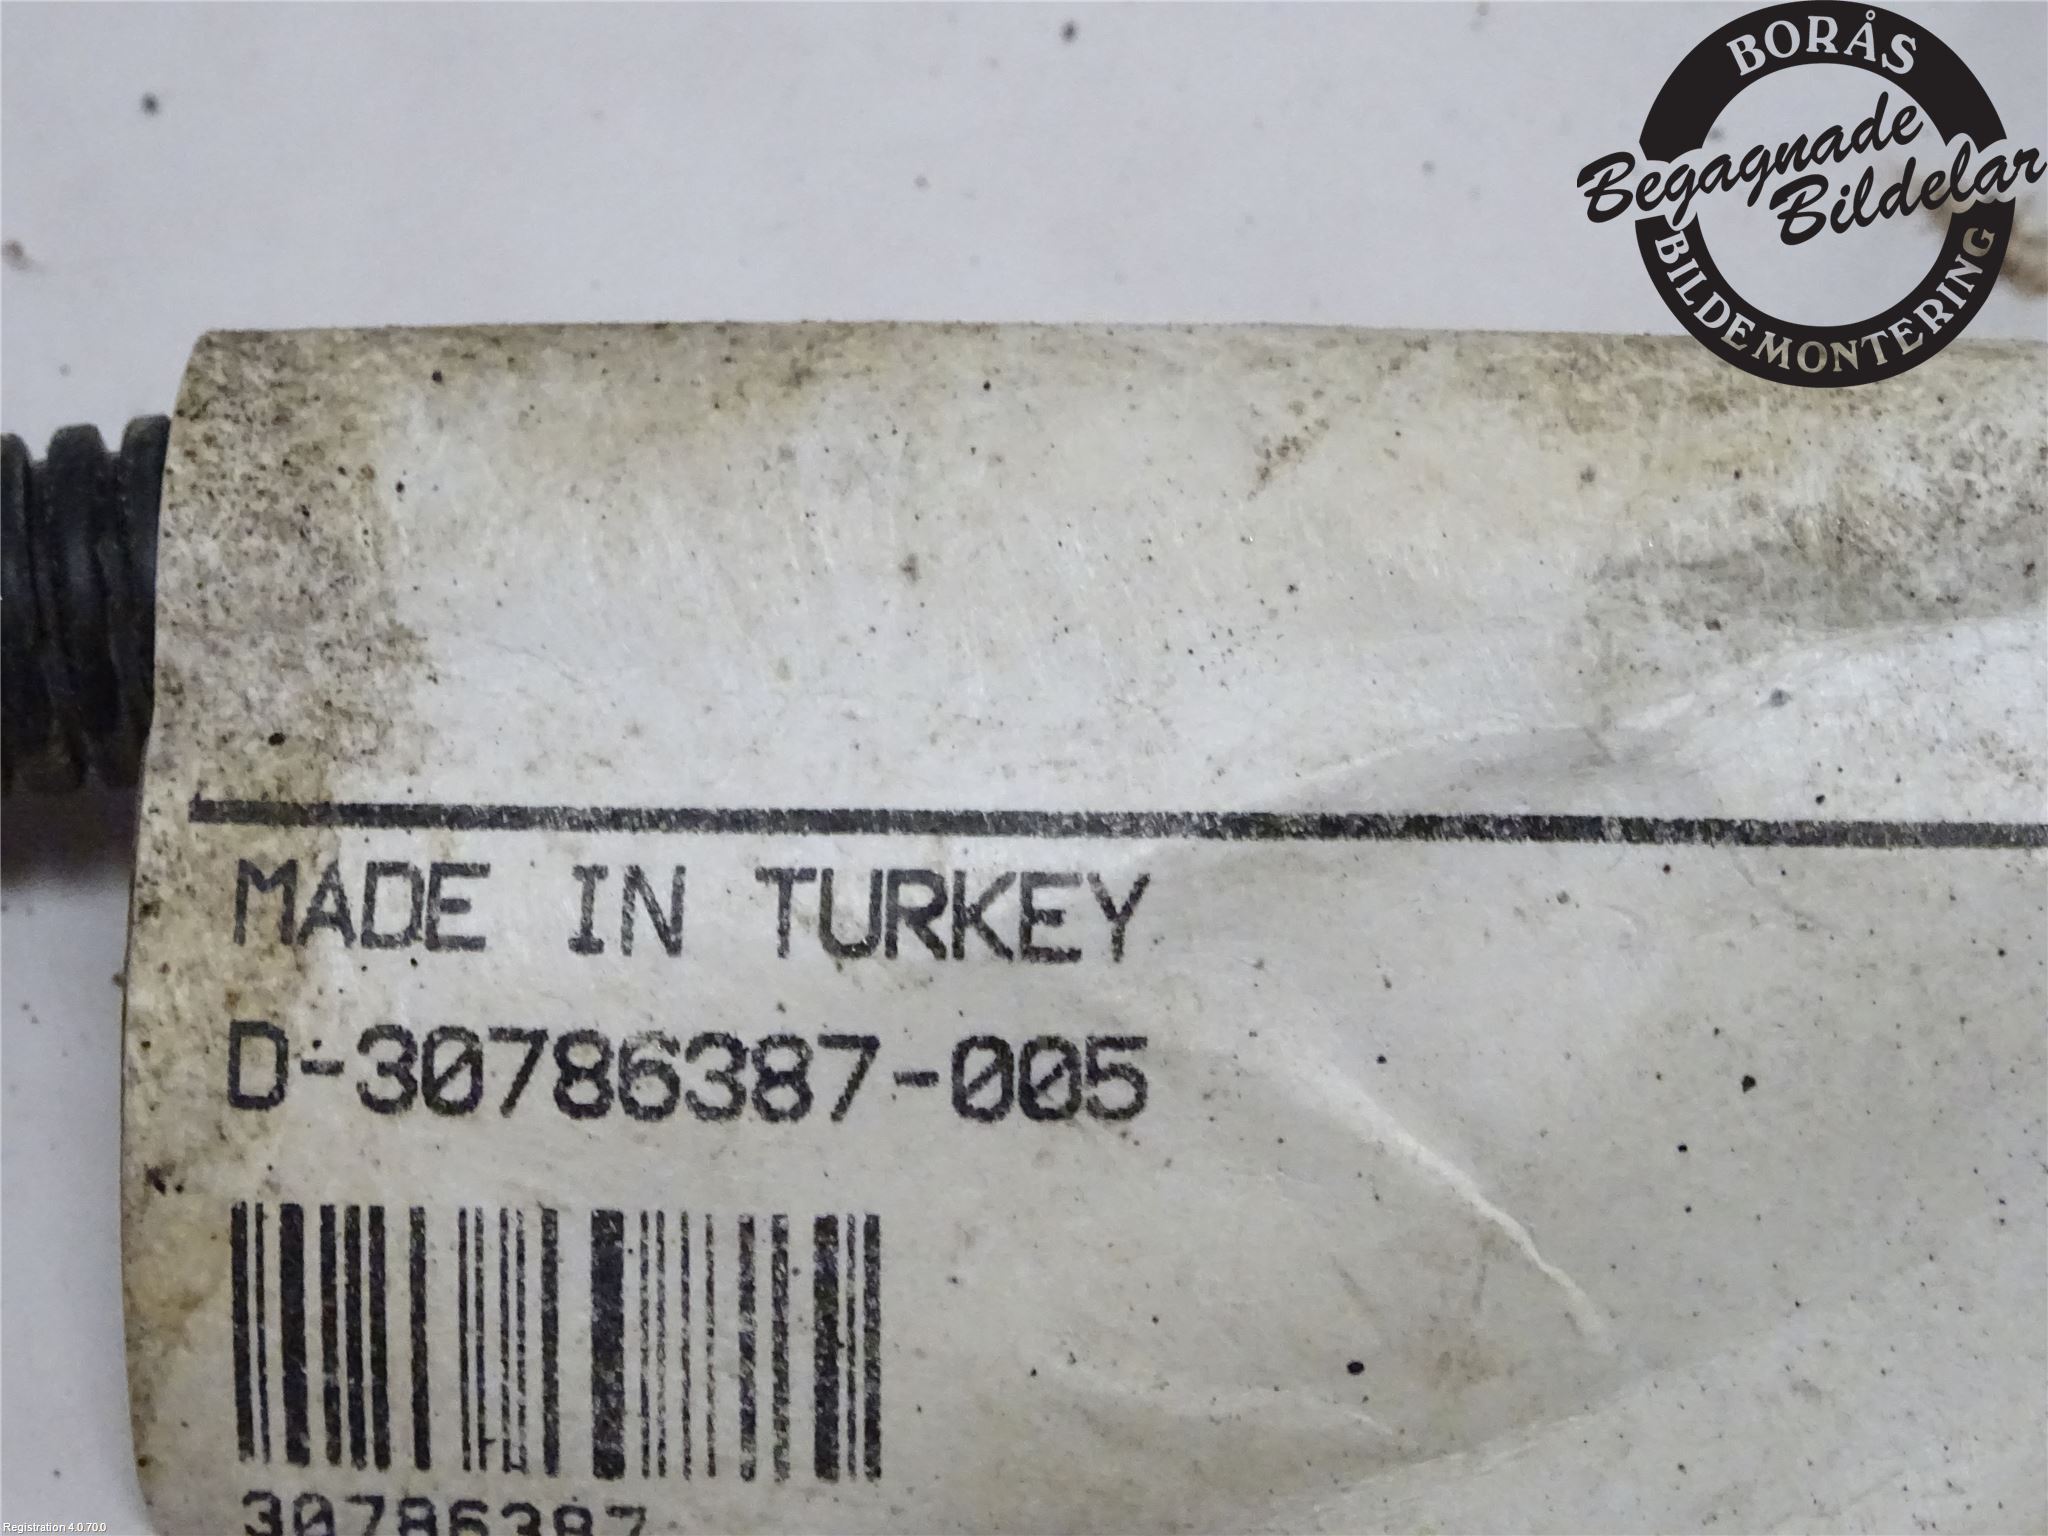 BORÅS
Begagnade
Bildelar
BILDEMONTERING
MADE IN TURKEY
D-30786387-005
30786387
Registration 4.0.70.0